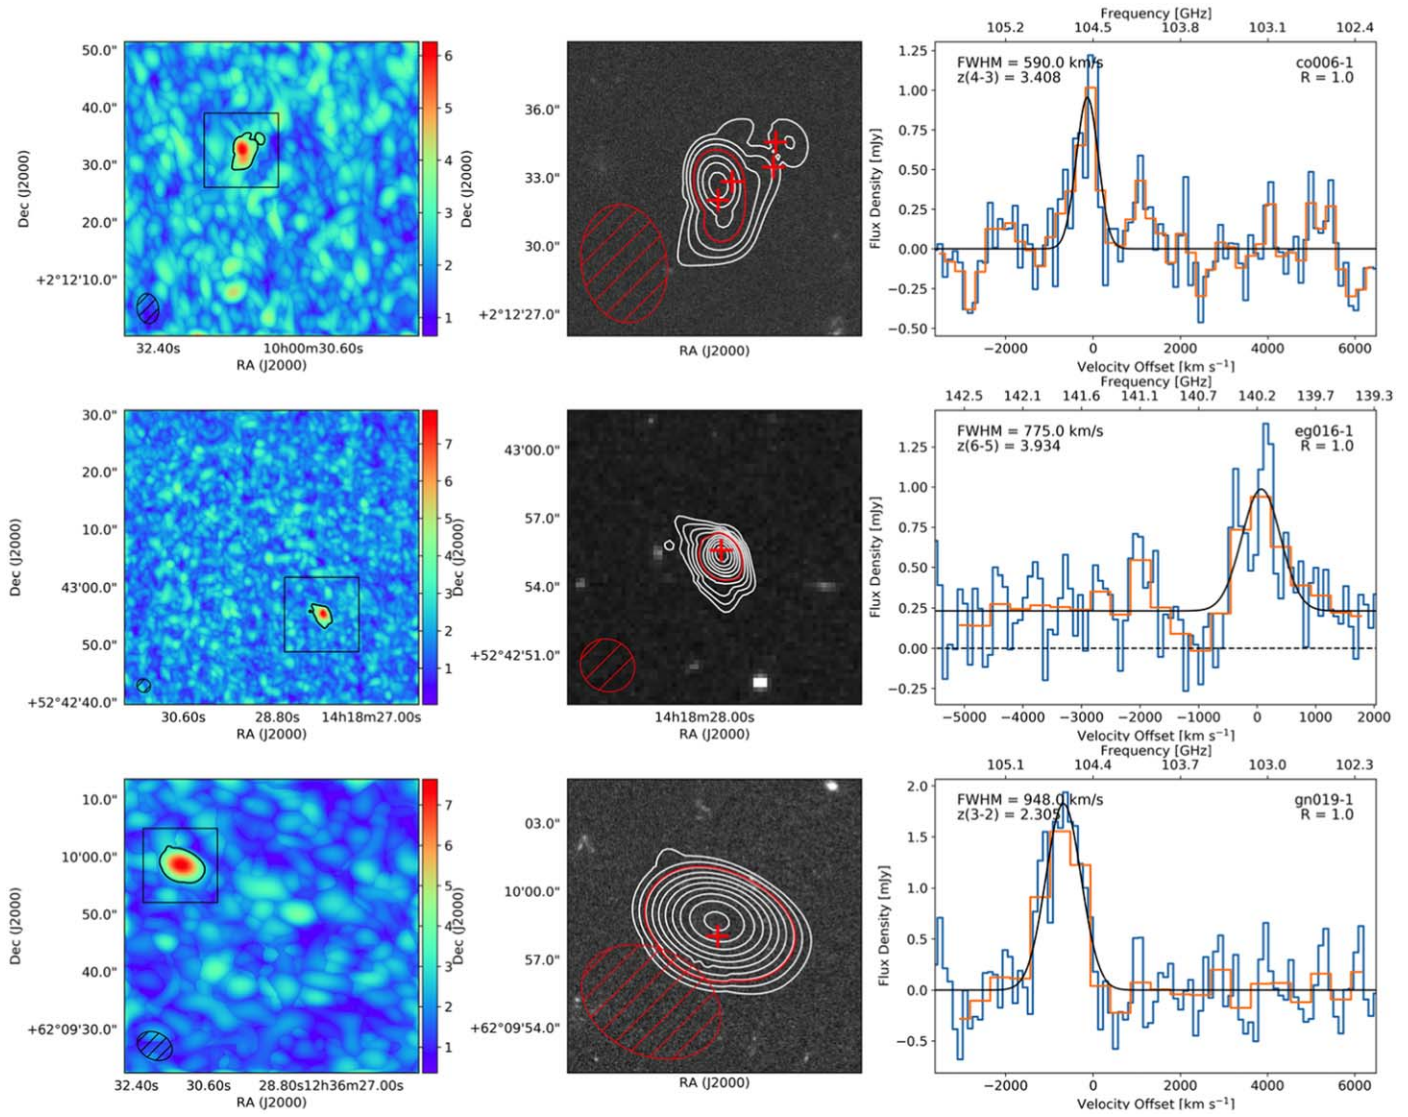 50.0"
40.0"
30.0"
20.0"
+2°12'10.0"
Dec (J2000)
32.40s 10h00m30.60s
RA (J2000)
6
5
4
3
2
1
Dec (J2000)
36.0"
33.0"
30.0"
+2°12'27.0"
RA (J2000)
Frequency [GHz]
105.2 104.5 103.8 103.1 102.4
FWHM = 590.0 km/s co006-1
z(4-3) = 3.408 R = 1.0
1.25
1.00
0.75
0.50
0.25
0.00
−0.25
−0.50
Flux Density [mJy]
−2000 0 2000 4000 6000
Velocity Offset [km s⁻¹]
30.0"
20.0"
10.0"
43'00.0"
50.0"
+52°42'40.0"
Dec (J2000)
30.60s 28.80s 14h18m27.00s
RA (J2000)
7
6
5
4
3
2
1
Dec (J2000)
43'00.0"
57.0"
54.0"
+52°42'51.0"
14h18m28.00s
RA (J2000)
Frequency [GHz]
142.5 142.1 141.6 141.1 140.7 140.2 139.7 139.3
FWHM = 775.0 km/s eg016-1
z(6-5) = 3.934 R = 1.0
1.25
1.00
0.75
0.50
0.25
0.00
−0.25
Flux Density [mJy]
−5000 −4000 −3000 −2000 −1000 0 1000 2000
Velocity Offset [km s⁻¹]
10.0"
10'00.0"
50.0"
40.0"
+62°09'30.0"
Dec (J2000)
32.40s 30.60s 28.80s12h36m27.00s
RA (J2000)
7
6
5
4
3
2
1
Dec (J2000)
03.0"
10'00.0"
57.0"
+62°09'54.0"
RA (J2000)
Frequency [GHz]
105.1 104.4 103.7 103.0 102.3
FWHM = 948.0 km/s gn019-1
z(3-2) = 2.305 R = 1.0
2.0
1.5
1.0
0.5
0.0
−0.5
Flux Density [mJy]
−2000 0 2000 4000 6000
Velocity Offset [km s⁻¹]